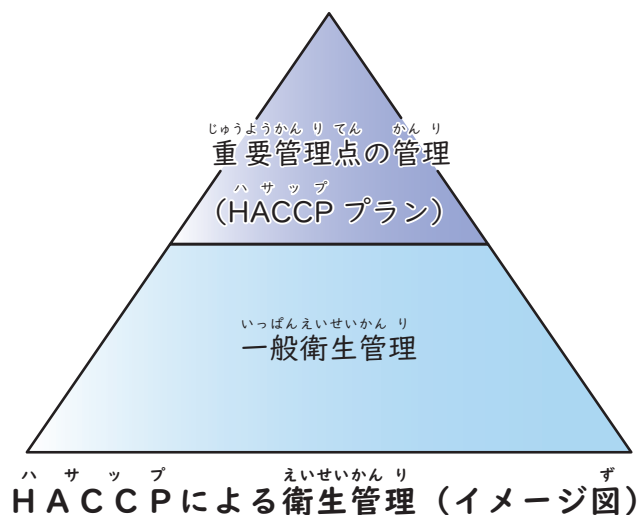 じゅうようかんりてん かんり
重要管理点の管理
ハサップ
（HACCP プラン）
いっぱんえいせいかんり
一般衛生管理
ハサップ えいせいかんり ず
HACCPによる衛生管理（イメージ図）